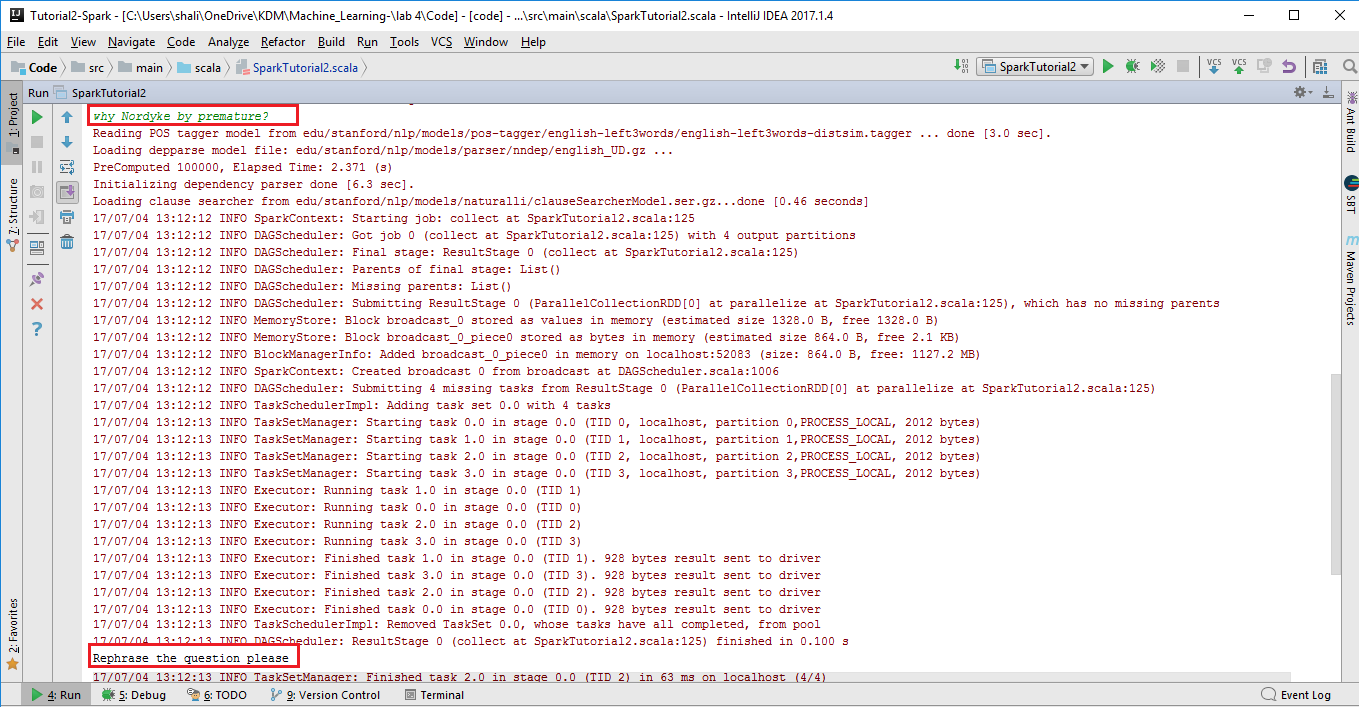 Tutorial2-Spark - [C:\Users\shali\OneDrive\KDM\Machine_Learning-\lab 4\Code] - [code] - ...\src\main\scala\SparkTutorial2.scala - IntelliJ IDEA 2017.1.4
File Edit View Navigate Code Analyze Refactor Build Run Tools VCS Window Help
Code src main scala SparkTutorial2.scala SparkTutorial2 VCS VCS
Run SparkTutorial2
1: Project
7: Structure
2: Favorites
why Nordyke by premature?
Reading POS tagger model from edu/stanford/nlp/models/pos-tagger/english-left3words/english-left3words-distsim.tagger ... done [3.0 sec].
Loading depparse model file: edu/stanford/nlp/models/parser/nndep/english_UD.gz ...
PreComputed 100000, Elapsed Time: 2.371 (s)
Initializing dependency parser done [6.3 sec].
Loading clause searcher from edu/stanford/nlp/models/naturalli/clauseSearcherModel.ser.gz...done [0.46 seconds]
17/07/04 13:12:12 INFO SparkContext: Starting job: collect at SparkTutorial2.scala:125
17/07/04 13:12:12 INFO DAGScheduler: Got job 0 (collect at SparkTutorial2.scala:125) with 4 output partitions
17/07/04 13:12:12 INFO DAGScheduler: Final stage: ResultStage 0 (collect at SparkTutorial2.scala:125)
17/07/04 13:12:12 INFO DAGScheduler: Parents of final stage: List()
17/07/04 13:12:12 INFO DAGScheduler: Missing parents: List()
17/07/04 13:12:12 INFO DAGScheduler: Submitting ResultStage 0 (ParallelCollectionRDD[0] at parallelize at SparkTutorial2.scala:125), which has no missing parents
17/07/04 13:12:12 INFO MemoryStore: Block broadcast_0 stored as values in memory (estimated size 1328.0 B, free 1328.0 B)
17/07/04 13:12:12 INFO MemoryStore: Block broadcast_0_piece0 stored as bytes in memory (estimated size 864.0 B, free 2.1 KB)
17/07/04 13:12:12 INFO BlockManagerInfo: Added broadcast_0_piece0 in memory on localhost:52083 (size: 864.0 B, free: 1127.2 MB)
17/07/04 13:12:12 INFO SparkContext: Created broadcast 0 from broadcast at DAGScheduler.scala:1006
17/07/04 13:12:12 INFO DAGScheduler: Submitting 4 missing tasks from ResultStage 0 (ParallelCollectionRDD[0] at parallelize at SparkTutorial2.scala:125)
17/07/04 13:12:12 INFO TaskSchedulerImpl: Adding task set 0.0 with 4 tasks
17/07/04 13:12:12 INFO TaskSetManager: Starting task 0.0 in stage 0.0 (TID 0, localhost, partition 0,PROCESS_LOCAL, 2012 bytes)
17/07/04 13:12:12 INFO TaskSetManager: Starting task 1.0 in stage 0.0 (TID 1, localhost, partition 1,PROCESS_LOCAL, 2012 bytes)
17/07/04 13:12:12 INFO TaskSetManager: Starting task 2.0 in stage 0.0 (TID 2, localhost, partition 2,PROCESS_LOCAL, 2012 bytes)
17/07/04 13:12:12 INFO TaskSetManager: Starting task 3.0 in stage 0.0 (TID 3, localhost, partition 3,PROCESS_LOCAL, 2012 bytes)
17/07/04 13:12:13 INFO Executor: Running task 1.0 in stage 0.0 (TID 1)
17/07/04 13:12:13 INFO Executor: Running task 0.0 in stage 0.0 (TID 0)
17/07/04 13:12:13 INFO Executor: Running task 2.0 in stage 0.0 (TID 2)
17/07/04 13:12:13 INFO Executor: Running task 3.0 in stage 0.0 (TID 3)
17/07/04 13:12:13 INFO Executor: Finished task 1.0 in stage 0.0 (TID 1). 928 bytes result sent to driver
17/07/04 13:12:13 INFO Executor: Finished task 3.0 in stage 0.0 (TID 3). 928 bytes result sent to driver
17/07/04 13:12:13 INFO Executor: Finished task 2.0 in stage 0.0 (TID 2). 928 bytes result sent to driver
17/07/04 13:12:13 INFO Executor: Finished task 0.0 in stage 0.0 (TID 0). 928 bytes result sent to driver
17/07/04 13:12:13 INFO TaskSchedulerImpl: Removed TaskSet 0.0, whose tasks have all completed, from pool
17/07/04 13:12:13 INFO DAGScheduler: ResultStage 0 (collect at SparkTutorial2.scala:125) finished in 0.100 s
Rephrase the question please
17/07/04 13:12:13 INFO TaskSetManager: Finished task 2.0 in stage 0.0 (TID 2) in 63 ms on localhost (4/4)
Ant Build
SBT
Maven Projects
4: Run 5: Debug 6: TODO 9: Version Control Terminal Event Log